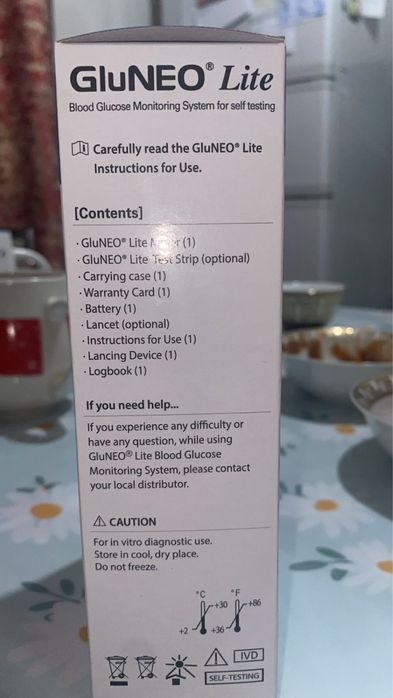 GluNEO® Lite
Blood Glucose Monitoring System for self testing
Carefully read the GluNEO® Lite
Instructions for Use.
[Contents]
· GluNEO® Lite (1)
· GluNEO® Lite Test Strip (optional)
· Carrying case (1)
· Warranty Card (1)
· Battery (1)
· Lancet (optional)
· Instructions for Use (1)
· Lancing Device (1)
· Logbook (1)
If you need help...
If you experience any difficulty or
have any question, while using
GluNEO® Lite Blood Glucose
Monitoring System, please contact
your local distributor.
CAUTION
For in vitro diagnostic use.
Store in cool, dry place.
Do not freeze.
°C °F
+30 +86
+2 +36
IVD
SELF-TESTING